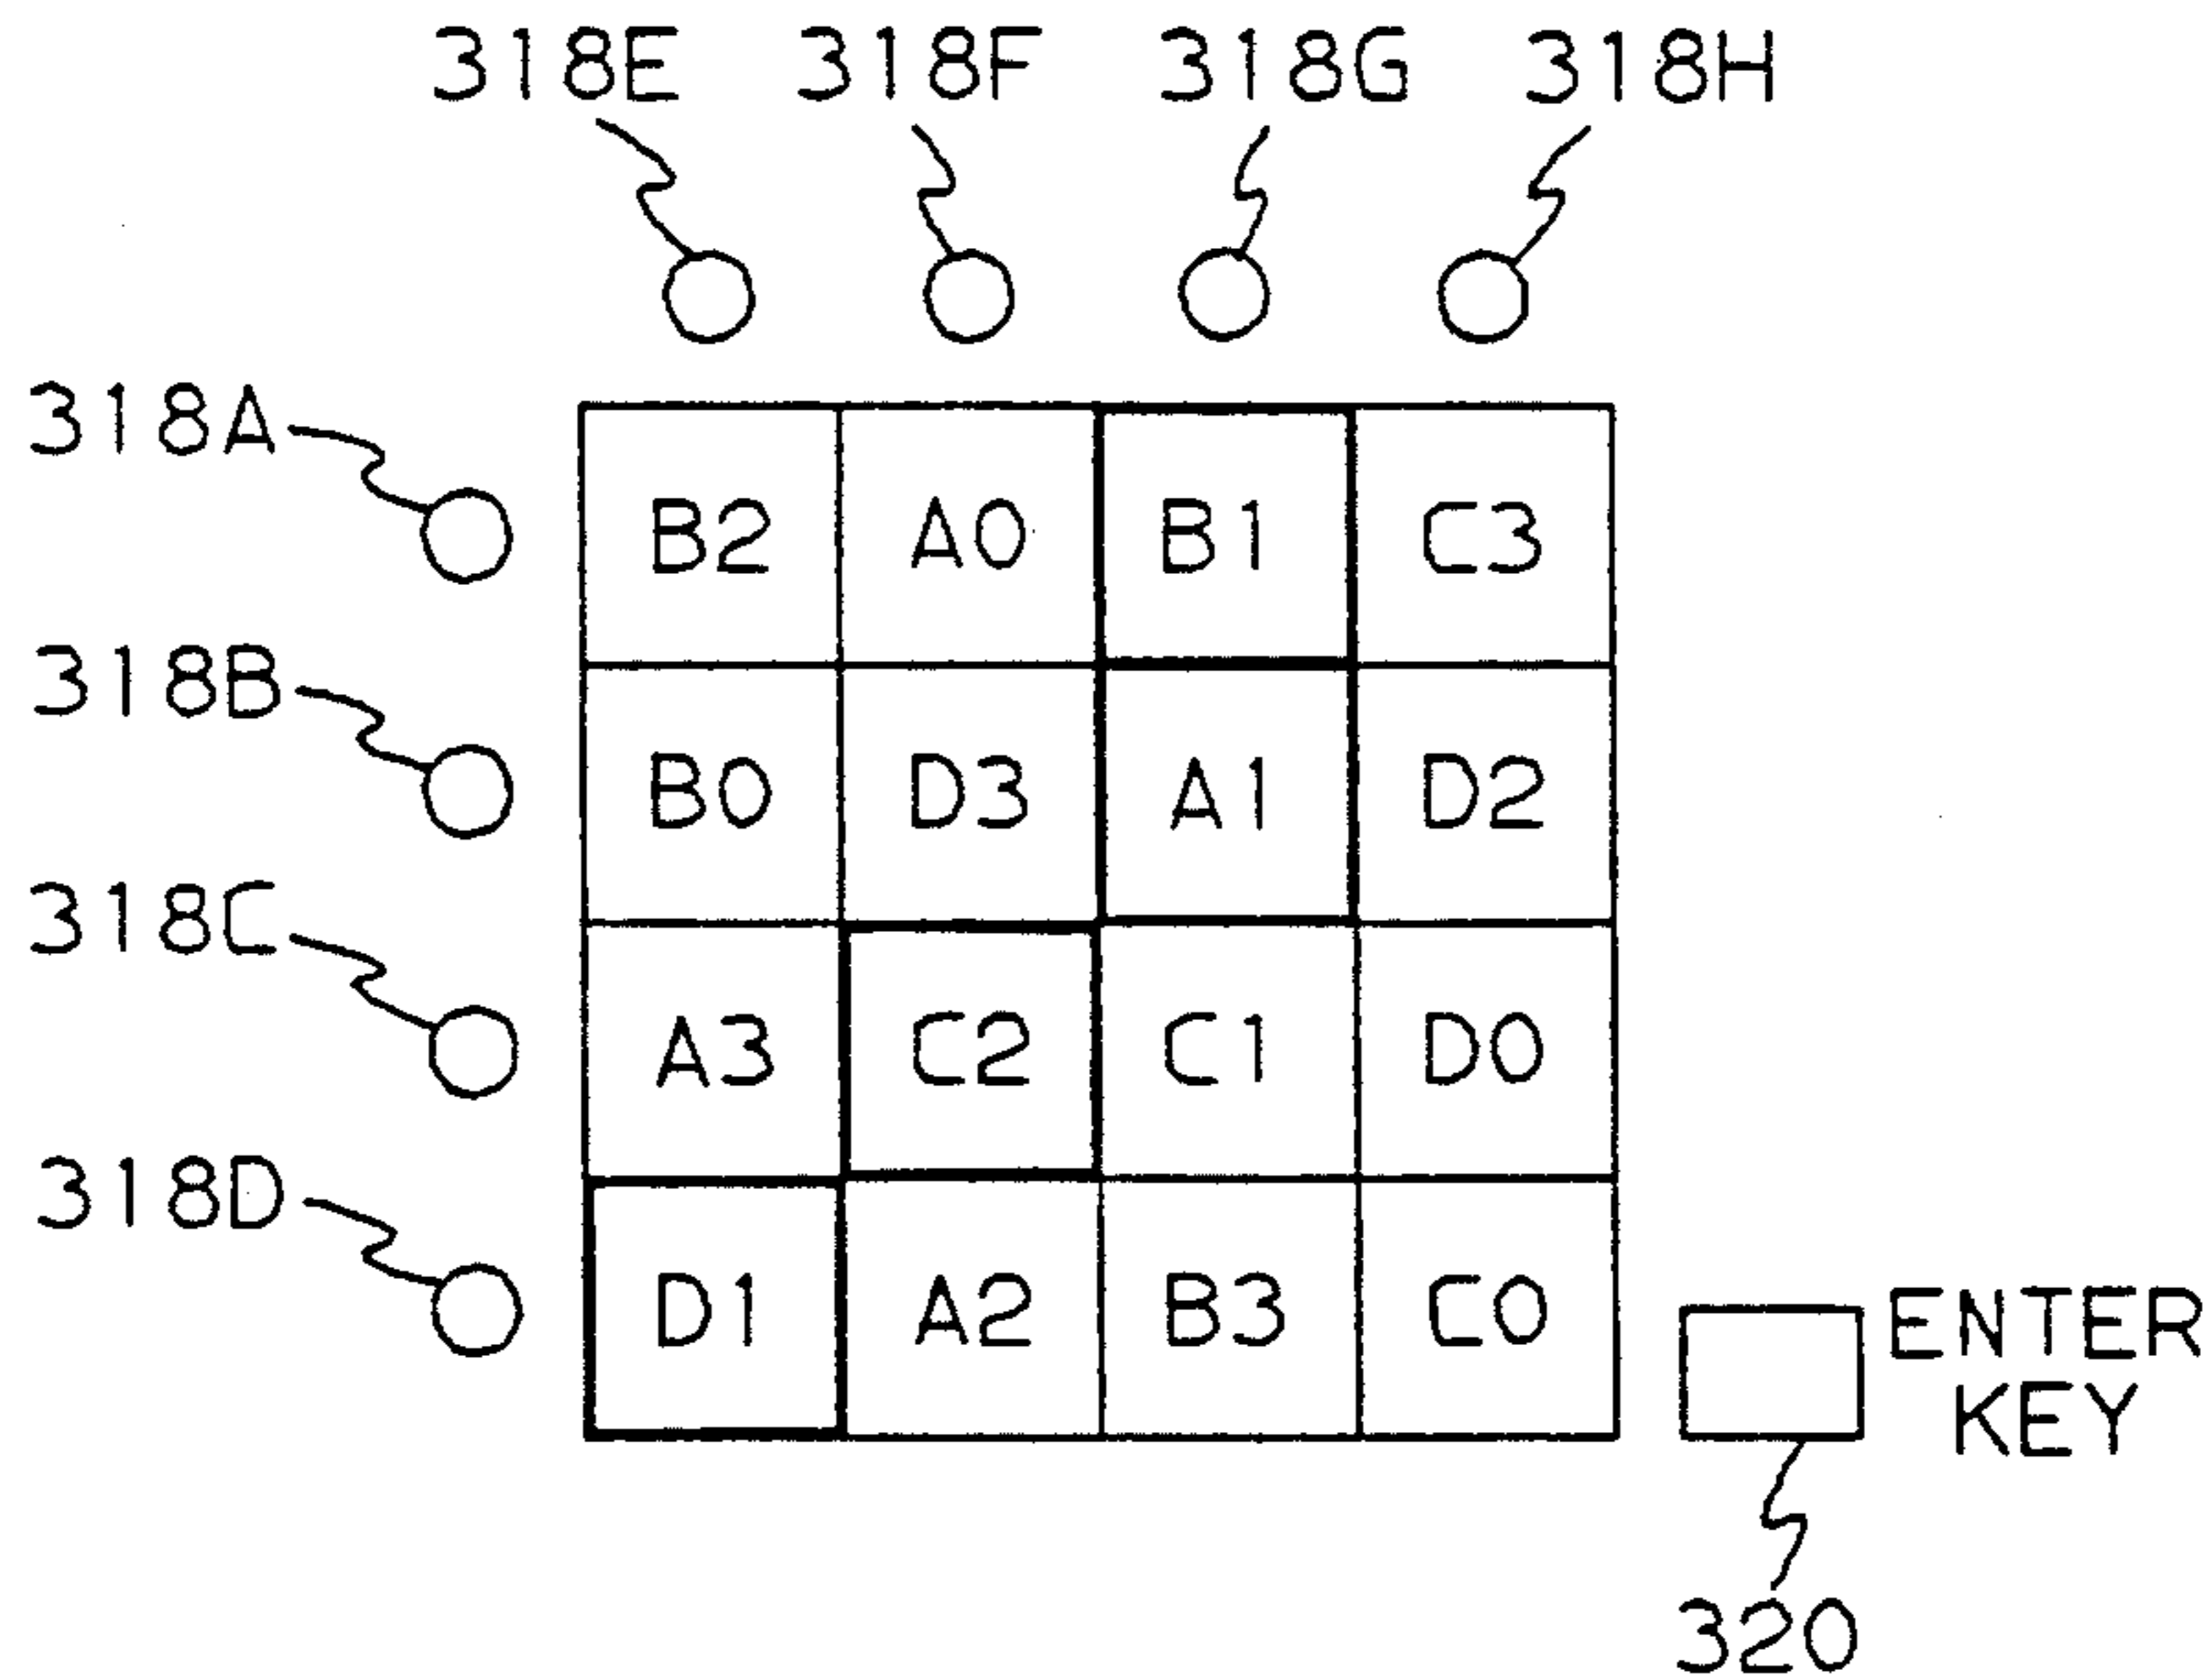 318E 318F 318G 318H
318A
B2 A0 B1 C3
318B
B0 D3 A1 D2
318C
A3 C2 C1 D0
318D
D1 A2 B3 C0
ENTER
KEY
320